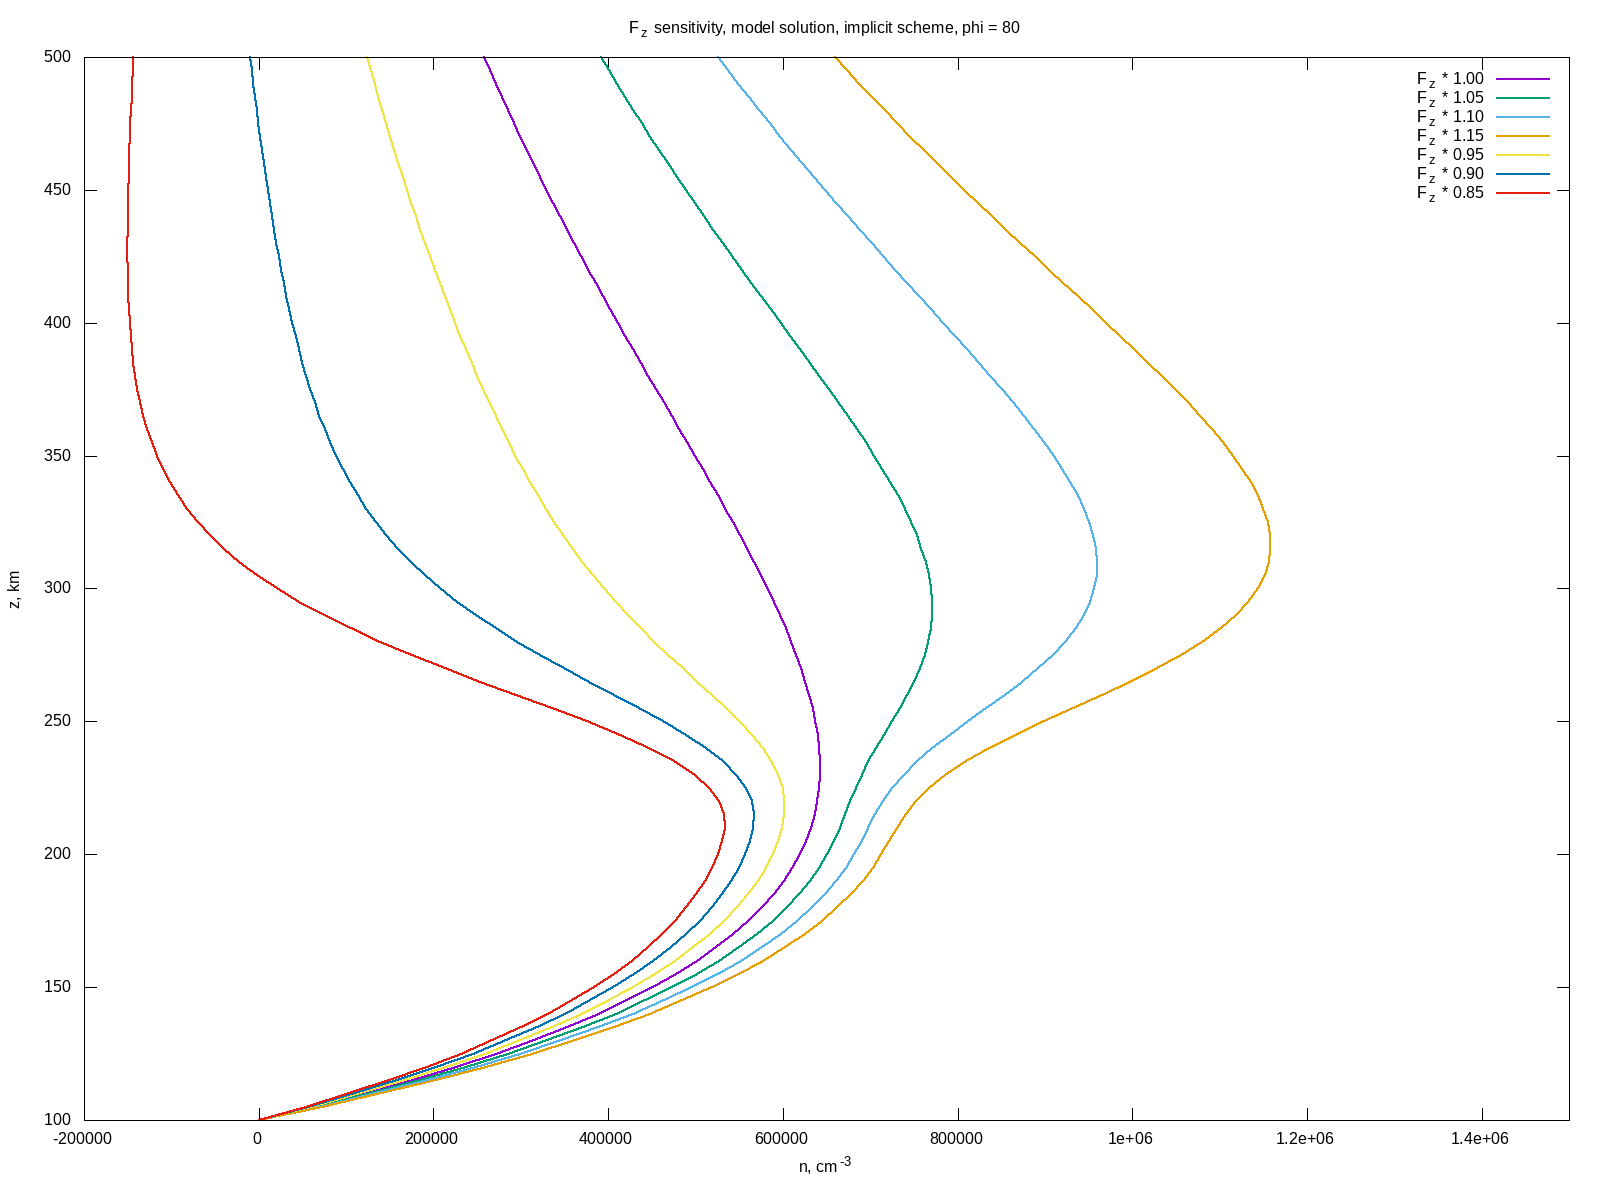 F z sensitivity, model solution, implicit scheme, phi = 80
500
450
400
350
300
250
200
150
100
z, km
F z * 1.00
F z * 1.05
F z * 1.10
F z * 1.15
F z * 0.95
F z * 0.90
F z * 0.85
-200000 0 200000 400000 600000 800000 1e+06 1.2e+06 1.4e+06
n, cm -3